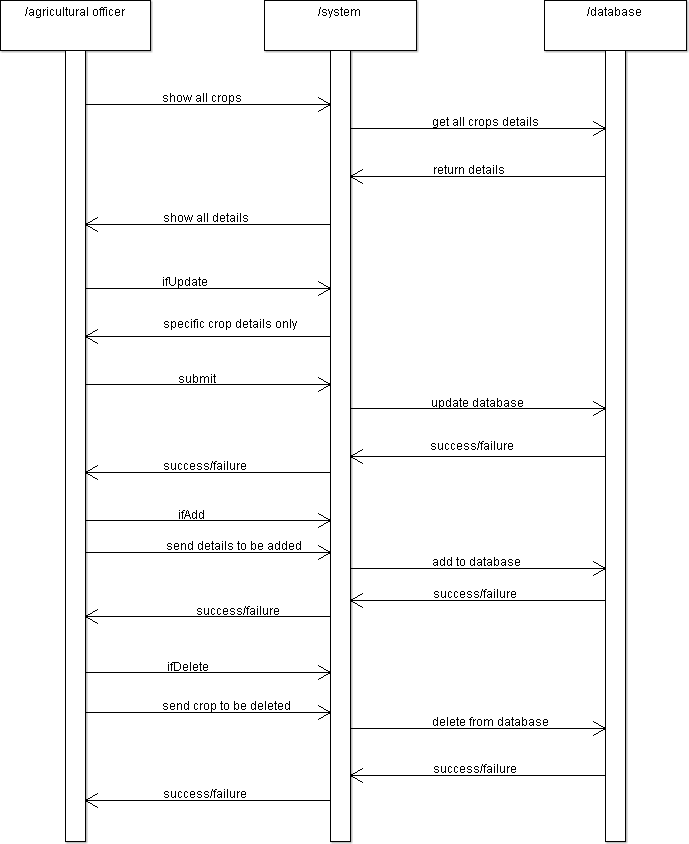 /agricultural officer
/system
/database
show all crops
get all crops details
return details
show all details
ifUpdate
specific crop details only
submit
update database
success/failure
success/failure
ifAdd
send details to be added
add to database
success/failure
success/failure
ifDelete
send crop to be deleted
delete from database
success/failure
success/failure